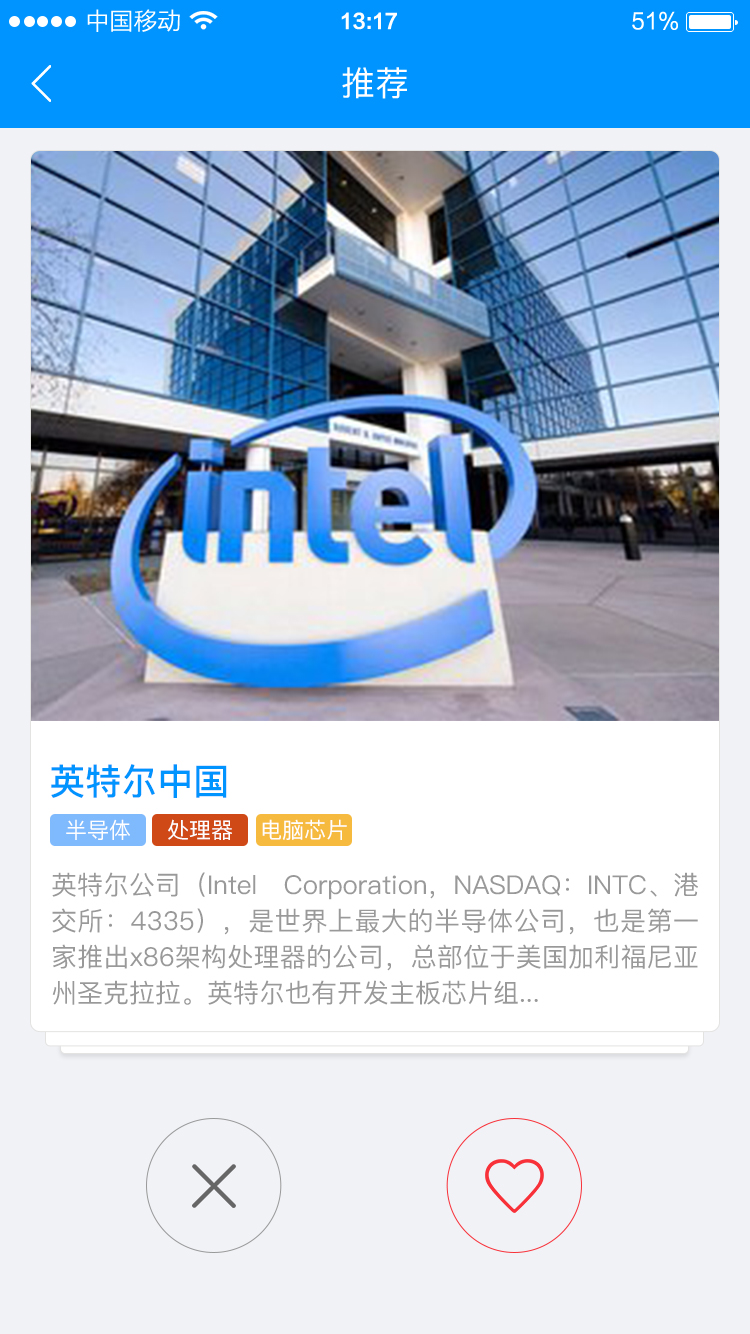 中国移动 13:17 51%
推荐
ROBERT N. NOYCE BUILDING
intel
英特尔中国
半导体 处理器 电脑芯片
英特尔公司（Intel Corporation，NASDAQ：INTC、港
交所：4335），是世界上最大的半导体公司，也是第一
家推出x86架构处理器的公司，总部位于美国加利福尼亚
州圣克拉拉。英特尔也有开发主板芯片组...